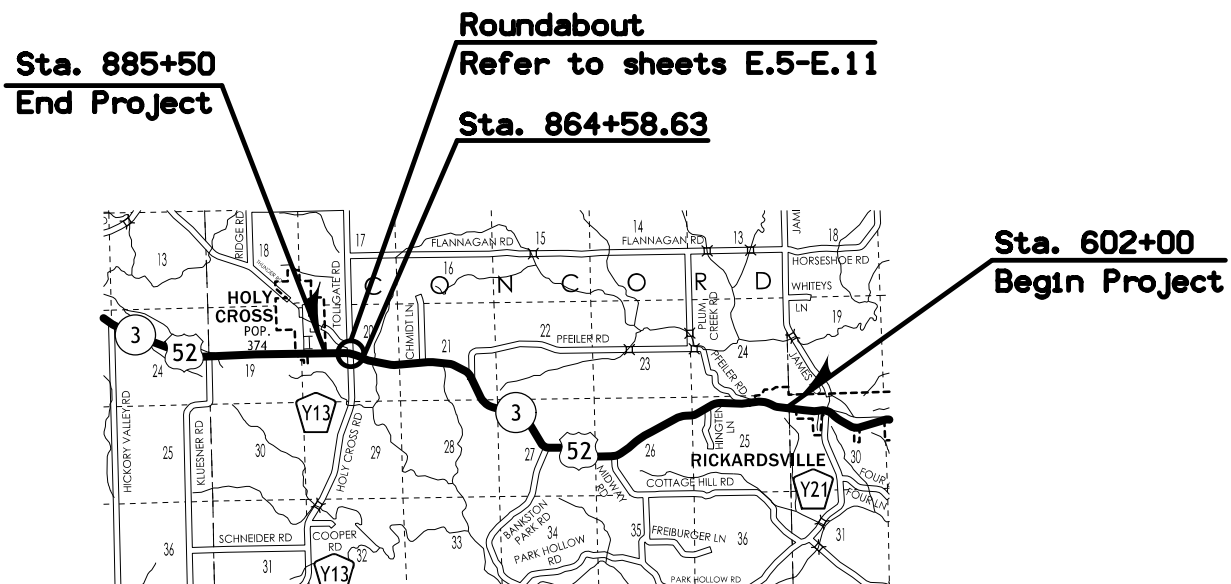 Roundabout
Refer to sheets E.5-E.11
Sta. 885+50
End Project
Sta. 864+58.63
Sta. 602+00
Begin Project
RIDGE RD
18
13
TOLLGATE RD
17
FLANNAGAN RD
15
14
FLANNAGAN RD
13
18
HORSESHOE RD
16
C O N C O R D
WHITEYS
LN
HOLY
CROSS
POP.
374
20
PLUM
CREEK RD
19
22
PFEILER RD
21
23
24
PFEILER RD
JAMES
3
52
24
19
Y13
HICKORY VALLEY RD
KLUESNER RD
25
30
HOLY CROSS RD
29
28
3
27
52
MIDWAY
RD
26
25
RICKARDSVILLE
30
COTTAGE HILL RD
Y21
FOUR
FOUR LN
BANKSTON
PARK RD
SCHNEIDER RD
COOPER
RD
36
31
32
Y13
33
34
PARK HOLLOW
RD
35
FREIBURGER LN
36
31
PARK HOLLOW RD